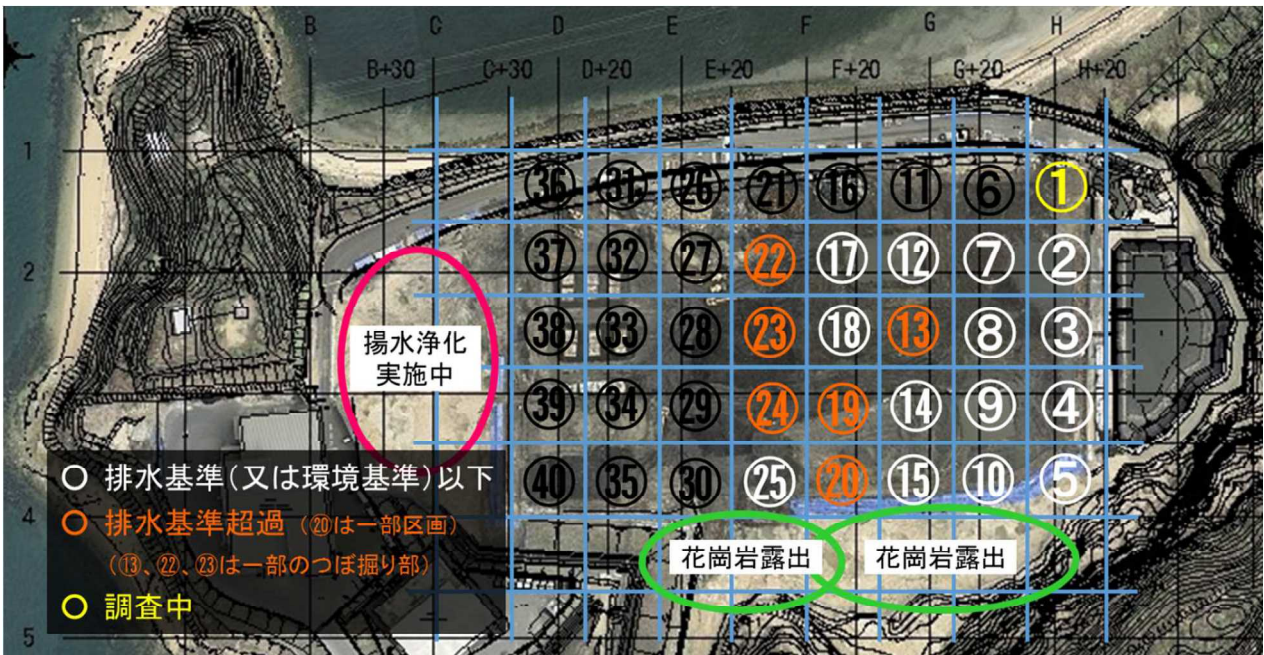 B C D E F G H I
B+30 C+30 D+20 E+20 F+20 G+20 H+20
1
㊱ ㉛ ㉖ ㉑ ⑯ ⑪ ⑥ ①
2
㊲ ㉜ ㉗ ㉒ ⑰ ⑫ ⑦ ②
㊳ ㉝ ㉘ ㉓ ⑱ ⑬ ⑧ ③
揚水浄化
実施中
㊴ ㉞ ㉙ ㉔ ⑲ ⑭ ⑨ ④
㊵ ㉟ ㉚ ㉕ ⑳ ⑮ ⑩ ⑤
4
花崗岩露出 花崗岩露出
5
○ 排水基準(又は環境基準)以下
○ 排水基準超過 (⑳は一部区画)
(⑬、㉒、㉓は一部のつぼ掘り部)
○ 調査中